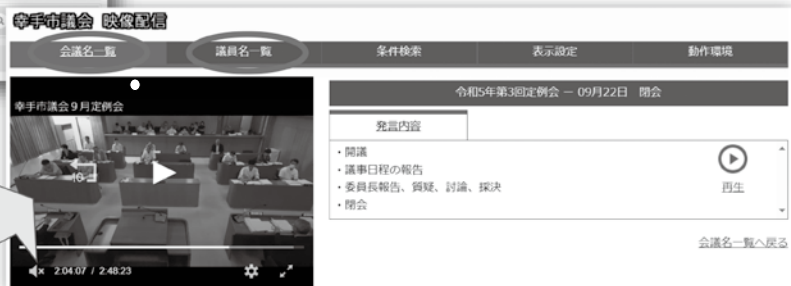 幸手市議会 映像配信
会議名一覧 議員名一覧 条件検索 表示設定 動作環境
幸手市議会9月定例会
10
2:04:07 / 2:48:23
令和5年第3回定例会 － 09月22日 閉会
発言内容
・開議
・議事日程の報告
・委員長報告、質疑、討論、採決
・閉会
再生
会議名一覧へ戻る